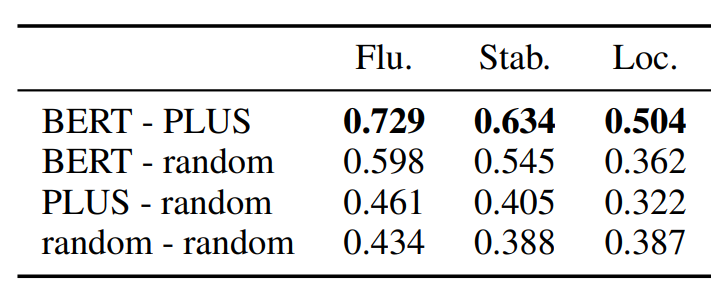 Flu. Stab. Loc.
BERT - PLUS 0.729 0.634 0.504
BERT - random 0.598 0.545 0.362
PLUS - random 0.461 0.405 0.322
random - random 0.434 0.388 0.387